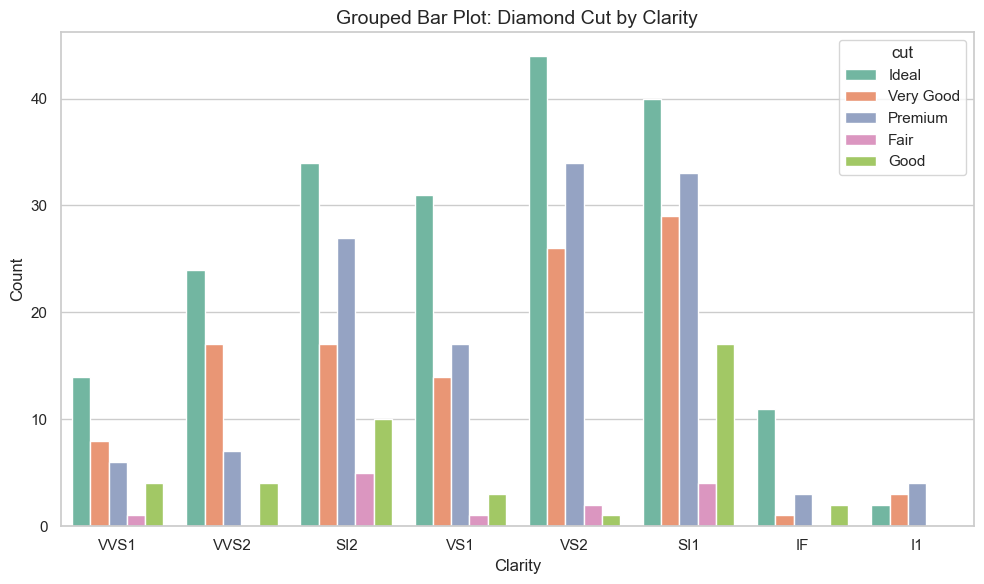 Grouped Bar Plot: Diamond Cut by Clarity
cut
Ideal
Very Good
Premium
Fair
Good
Count
40
30
20
10
0
VVS1
VVS2
SI2
VS1
VS2
SI1
IF
I1
Clarity